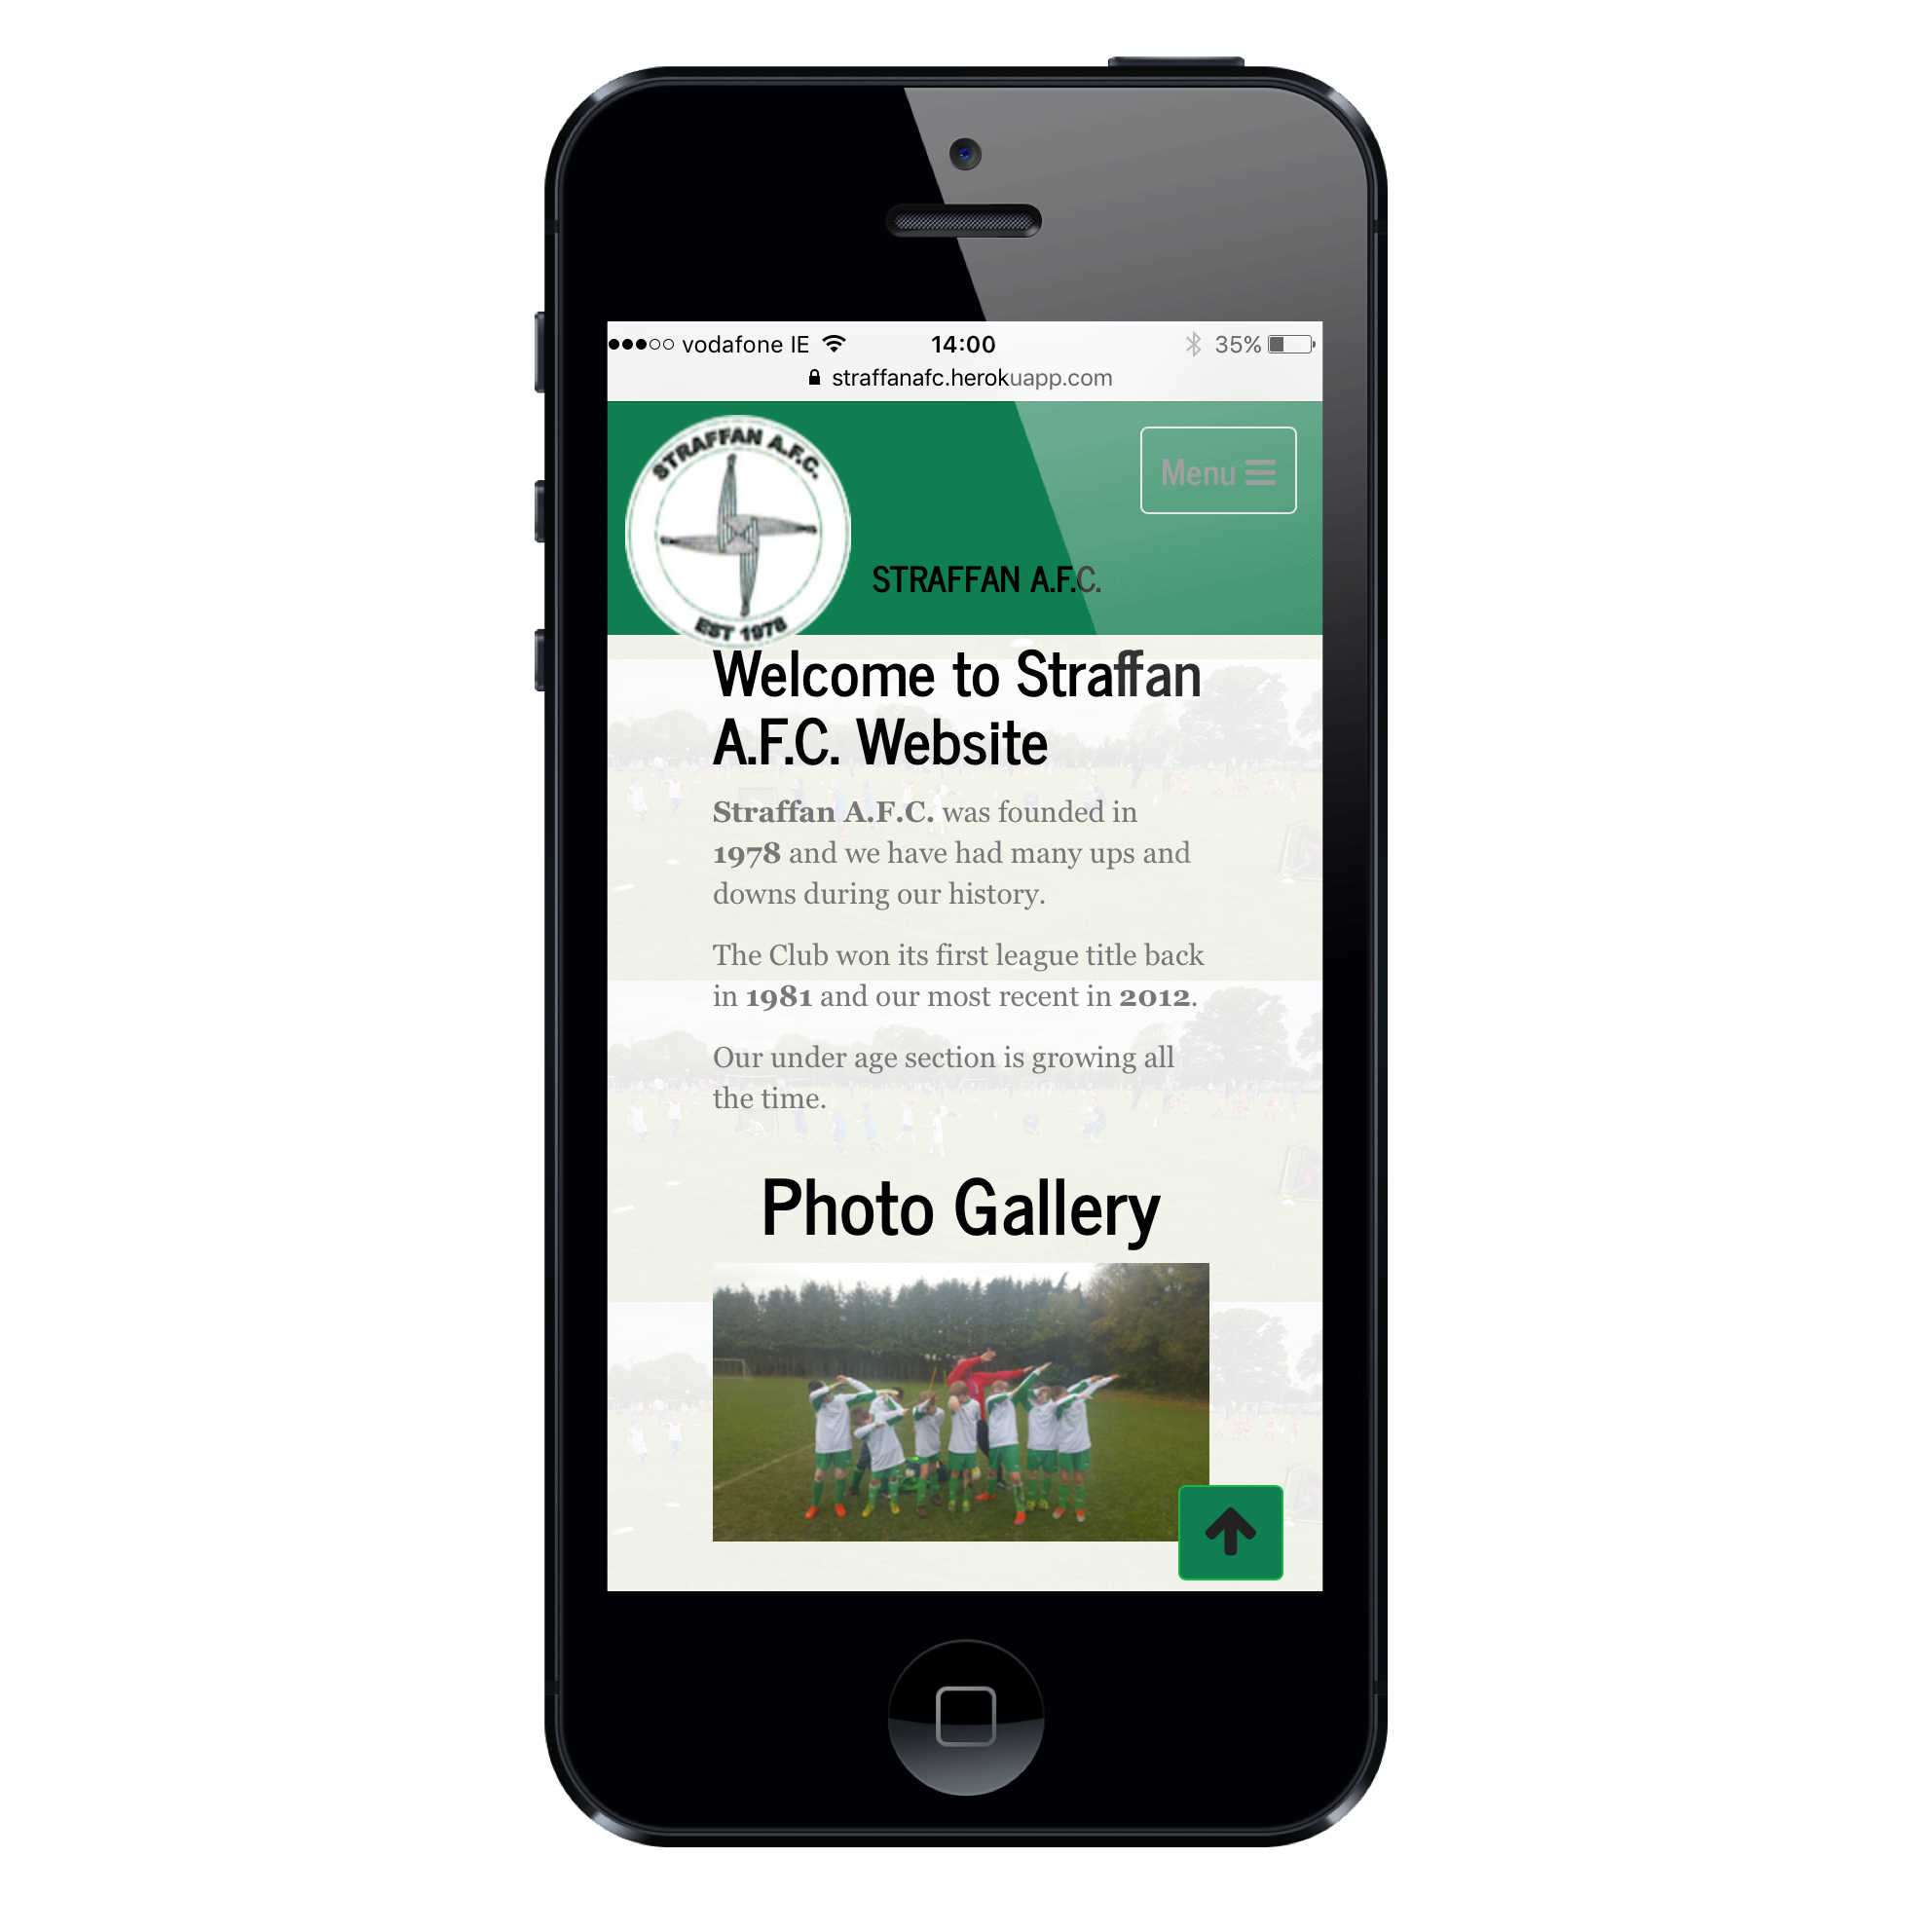 vodafone IE 14:00 35%
straffanafc.herokuapp.com
STRAFFAN A.F.C.
EST 1978
Menu
STRAFFAN A.F.C.
Welcome to Straffan
A.F.C. Website
Straffan A.F.C. was founded in
1978 and we have had many ups and
downs during our history.
The Club won its first league title back
in 1981 and our most recent in 2012.
Our under age section is growing all
the time.
Photo Gallery